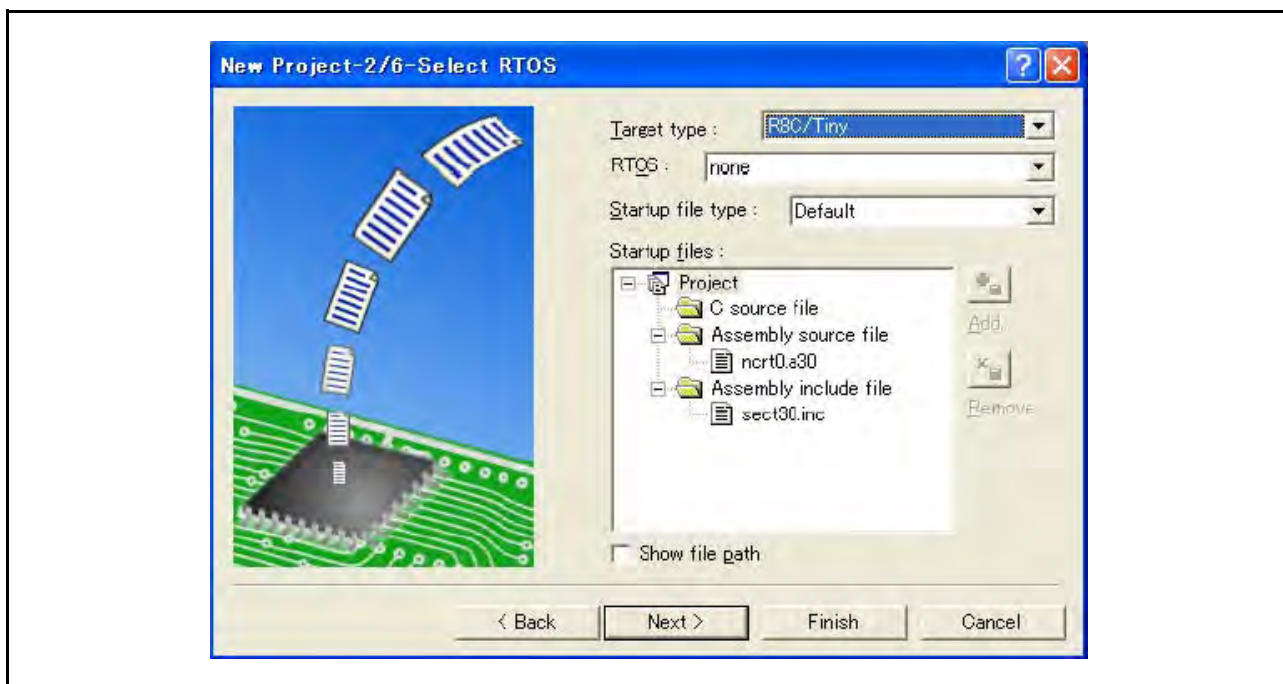 New Project-2/6-Select RTOS
Target type : R8C/Tiny
RTOS : none
Startup file type : Default
Startup files :
Project
C source file
Assembly source file
ncrt0.a30
Assembly include file
sect30.inc
Add
Remove
Show file path
< Back Next > Finish Cancel